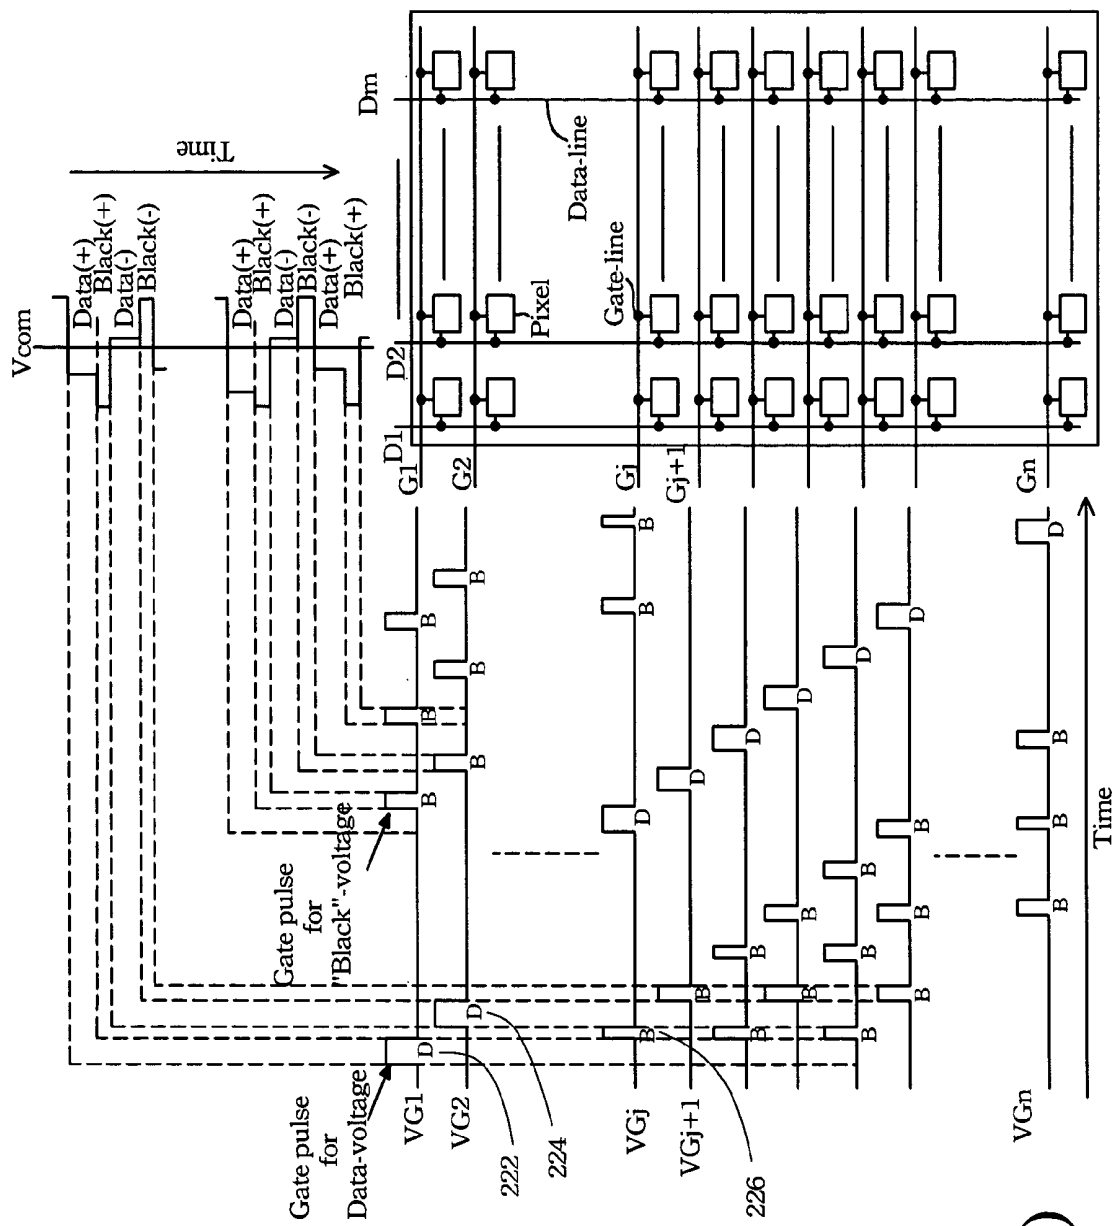 Vcom
Data(+)
Black(+)
Data(-)
Black(-)
Data(+)
Black(+)
Data(-)
Black(-)
Data(+)
Black(+)
Time
D1
D2
Dm
G1
G2
Gj
Gj+1
Gn
Pixel
Gate-line
Data-line
Gate pulse
for
"Black"-voltage
Gate pulse
for
Data-voltage
VG1
D
B
B
B
VG2
D
B
B
B
VGj
B
D
B
B
VGj+1
B
D
B
B
D
B
B
D
B
B
B
D
B
B
B
D
VGn
B
B
B
D
222
224
226
Time
)